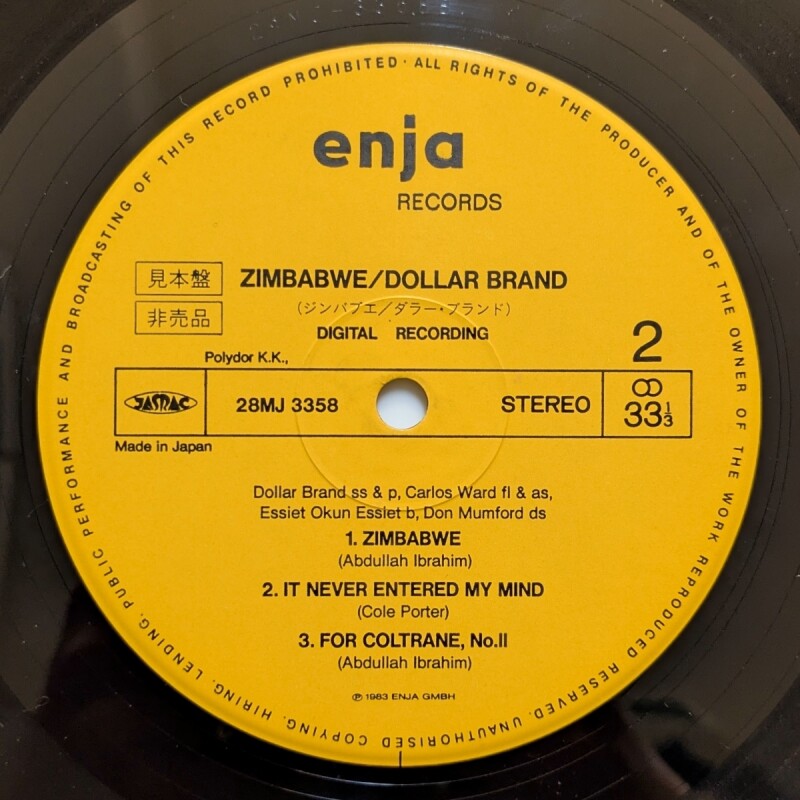 PUBLIC PERFORMANCE AND BROADCASTING OF THIS RECORD PROHIBITED · ALL RIGHTS OF THE PRODUCER AND OF THE OWNER OF THE WORK REPRODUCED RESERVED. UNAUTHORISED COPYING. HIRING. LENDING.
enja
RECORDS
見本盤
ZIMBABWE/DOLLAR BRAND
(ジンバブエ/ダラー・ブランド)
非売品
DIGITAL RECORDING
2
Polydor K.K.,
JASRAC
28MJ 3358
STEREO
33 1/3
Made in Japan
Dollar Brand ss & p, Carlos Ward fl & as,
Essiet Okun Essiet b, Don Mumford ds
1. ZIMBABWE
(Abdullah Ibrahim)
2. IT NEVER ENTERED MY MIND
(Cole Porter)
3. FOR COLTRANE, No.II
(Abdullah Ibrahim)
℗ 1983 ENJA GMBH